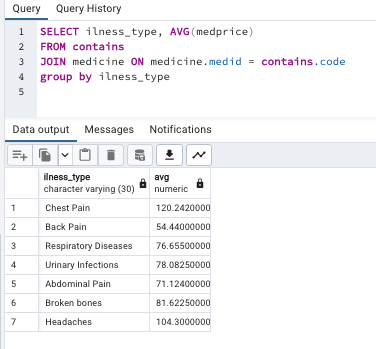 Query Query History
1 SELECT ilness_type, AVG(medprice)
2 FROM contains
3 JOIN medicine ON medicine.medid = contains.code
4 group by ilness_type
5
Data output Messages Notifications
ilness_type avg
character varying (30) numeric
1 Chest Pain 120.2420000
2 Back Pain 54.44000000
3 Respiratory Diseases 76.65500000
4 Urinary Infections 78.08250000
5 Abdominal Pain 71.12400000
6 Broken bones 81.62250000
7 Headaches 104.3000000